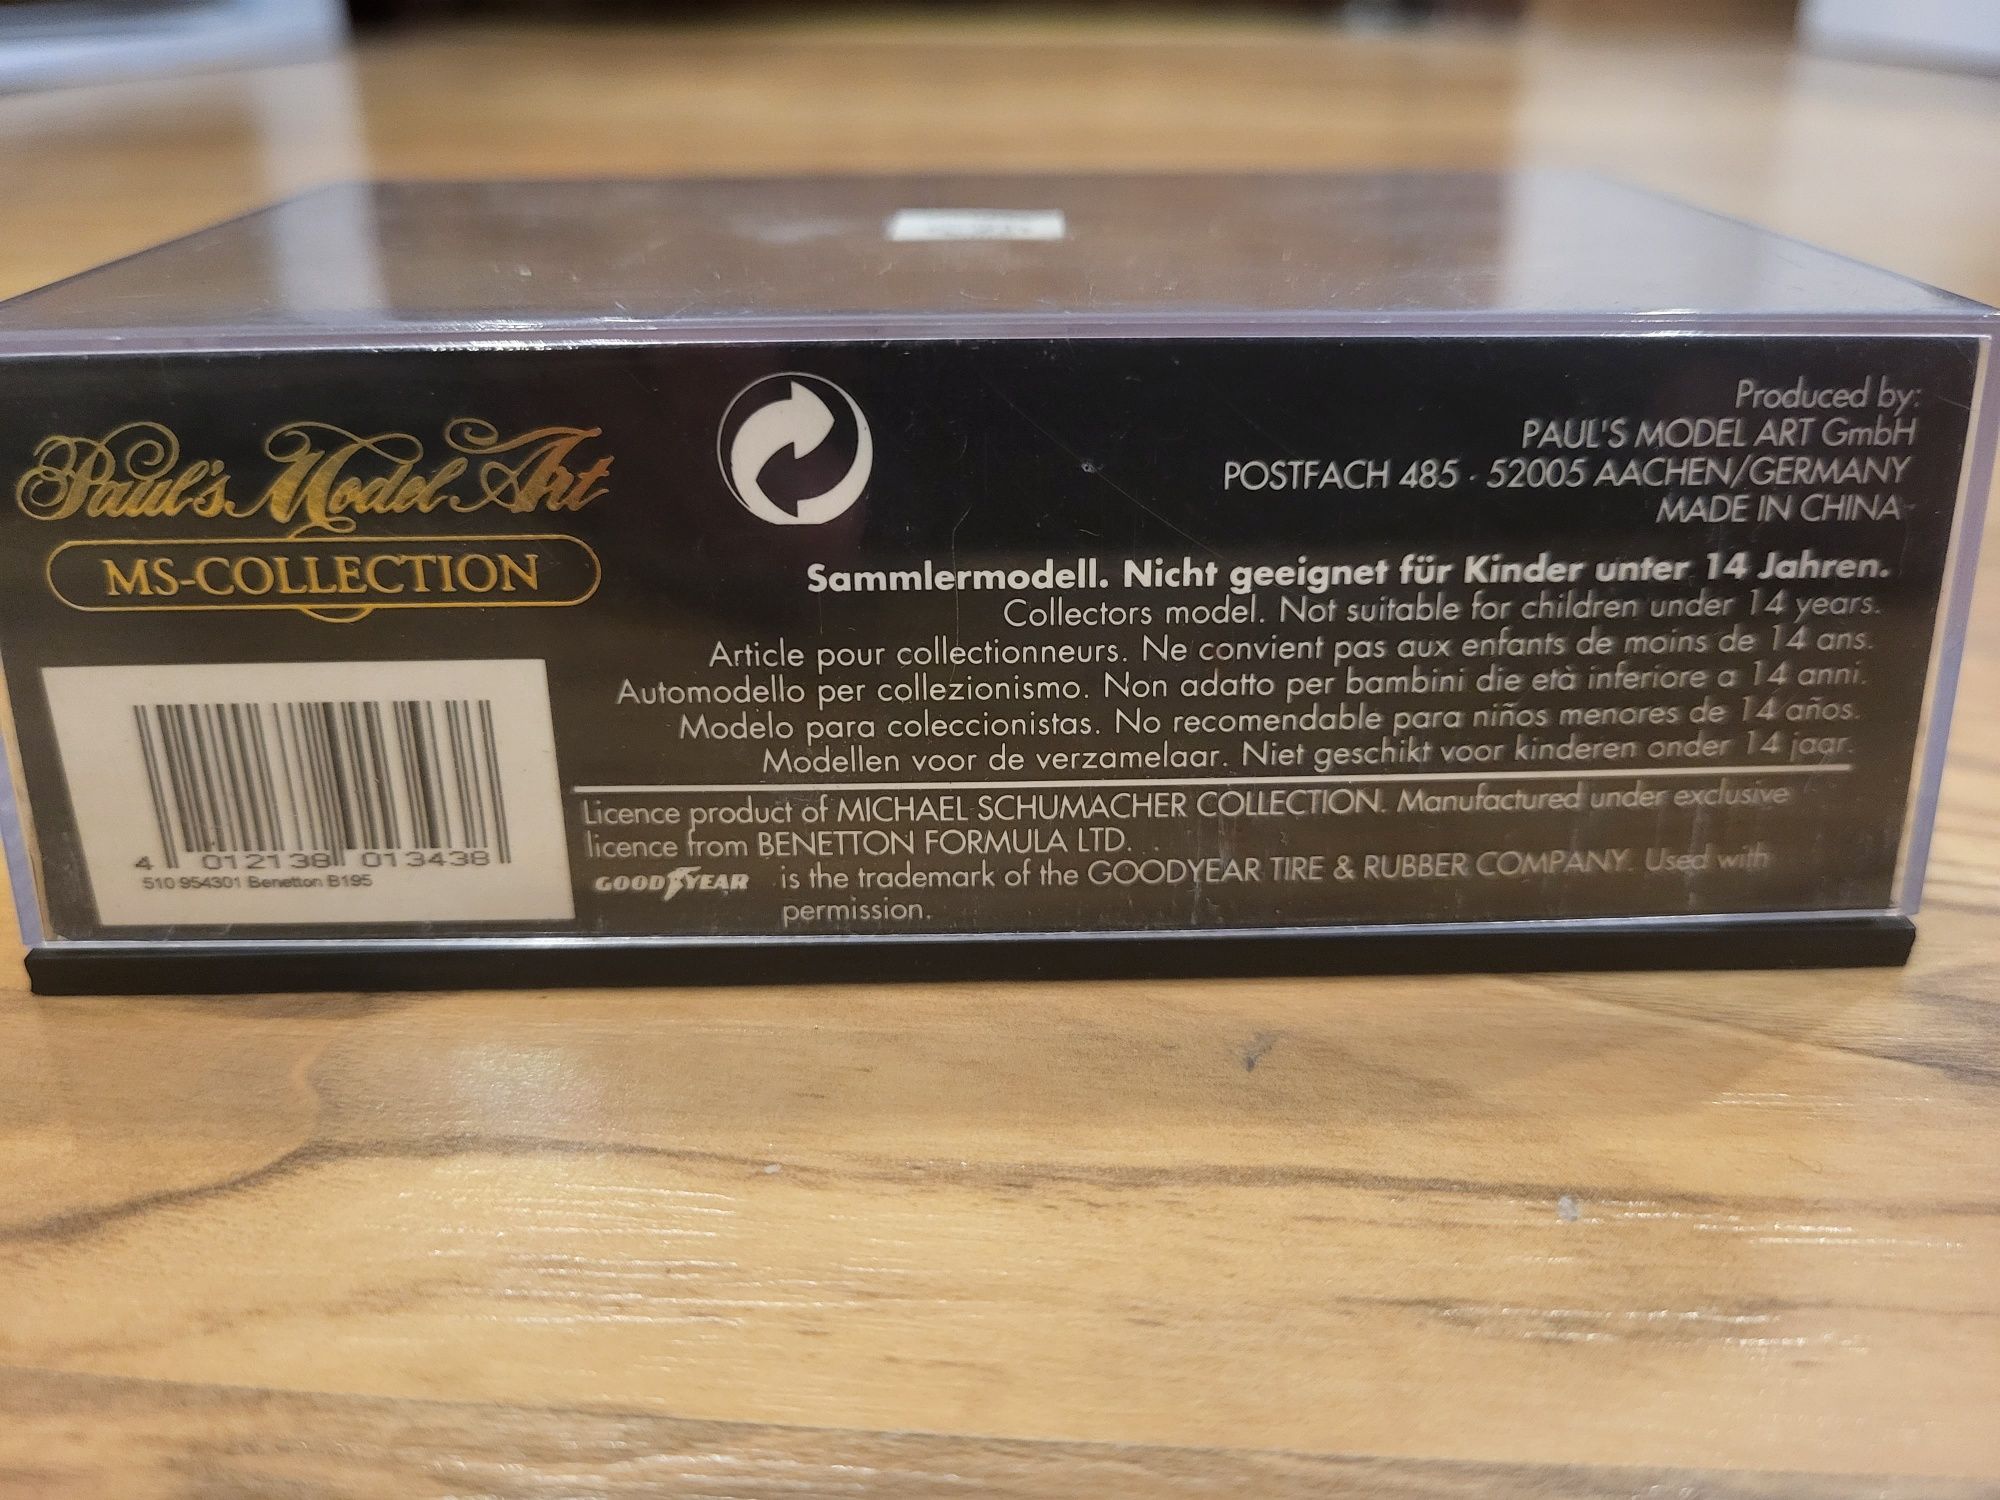 Paul's Model Art
MS-COLLECTION
Produced by:
PAUL'S MODEL ART GmbH
POSTFACH 485 · 52005 AACHEN/GERMANY
MADE IN CHINA
Sammlermodell. Nicht geeignet für Kinder unter 14 Jahren.
Collectors model. Not suitable for children under 14 years.
Article pour collectionneurs. Ne convient pas aux enfants de moins de 14 ans.
Automodello per collezionismo. Non adatto per bambini die età inferiore a 14 anni.
Modelo para coleccionistas. No recomendable para niños menores de 14 años.
Modellen voor de verzamelaar. Niet geschikt voor kinderen onder 14 jaar.
4 012138 013438
510 954301 Benetton B195
Licence product of MICHAEL SCHUMACHER COLLECTION. Manufactured under exclusive
licence from BENETTON FORMULA LTD.
GOODYEAR is the trademark of the GOODYEAR TIRE & RUBBER COMPANY. Used with
permission.